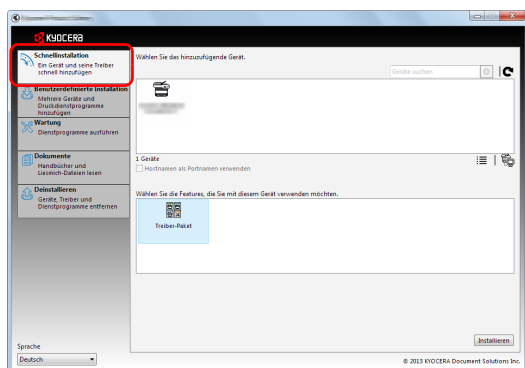 KYOCERA
Schnellinstallation
Ein Gerät und seine Treiber
schnell hinzufügen
Benutzerdefinierte Installation
Mehrere Geräte und
Druckdienstprogramme
hinzufügen
Wartung
Dienstprogramme ausführen
Dokumente
Handbücher und
Liesmich-Dateien lesen
Deinstallieren
Geräte, Treiber und
Dienstprogramme entfernen
Sprache
Deutsch
Wählen Sie das hinzuzufügende Gerät.
Geräte suchen
1 Geräte
Hostnamen als Portnamen verwenden
Wählen Sie die Features, die Sie mit diesem Gerät verwenden möchten.
Treiber-Paket
Installieren
© 2013 KYOCERA Document Solutions Inc.